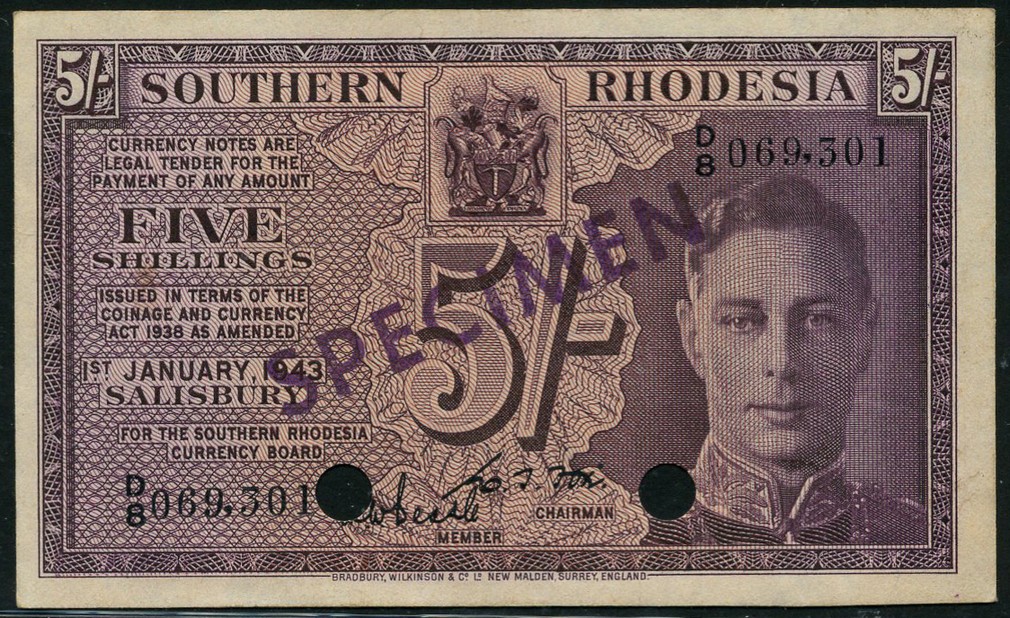 5/-
SOUTHERN RHODESIA
5/-
CURRENCY NOTES ARE
LEGAL TENDER FOR THE
PAYMENT OF ANY AMOUNT
D/8 069,301
FIVE
SHILLINGS
SPECIMEN
5/-
ISSUED IN TERMS OF THE
COINAGE AND CURRENCY
ACT 1938 AS AMENDED
1ST JANUARY, 1943
SALISBURY
FOR THE SOUTHERN RHODESIA
CURRENCY BOARD
D/8 069,301
MEMBER
CHAIRMAN
BRADBURY, WILKINSON & Co. Ld. NEW MALDEN, SURREY, ENGLAND.